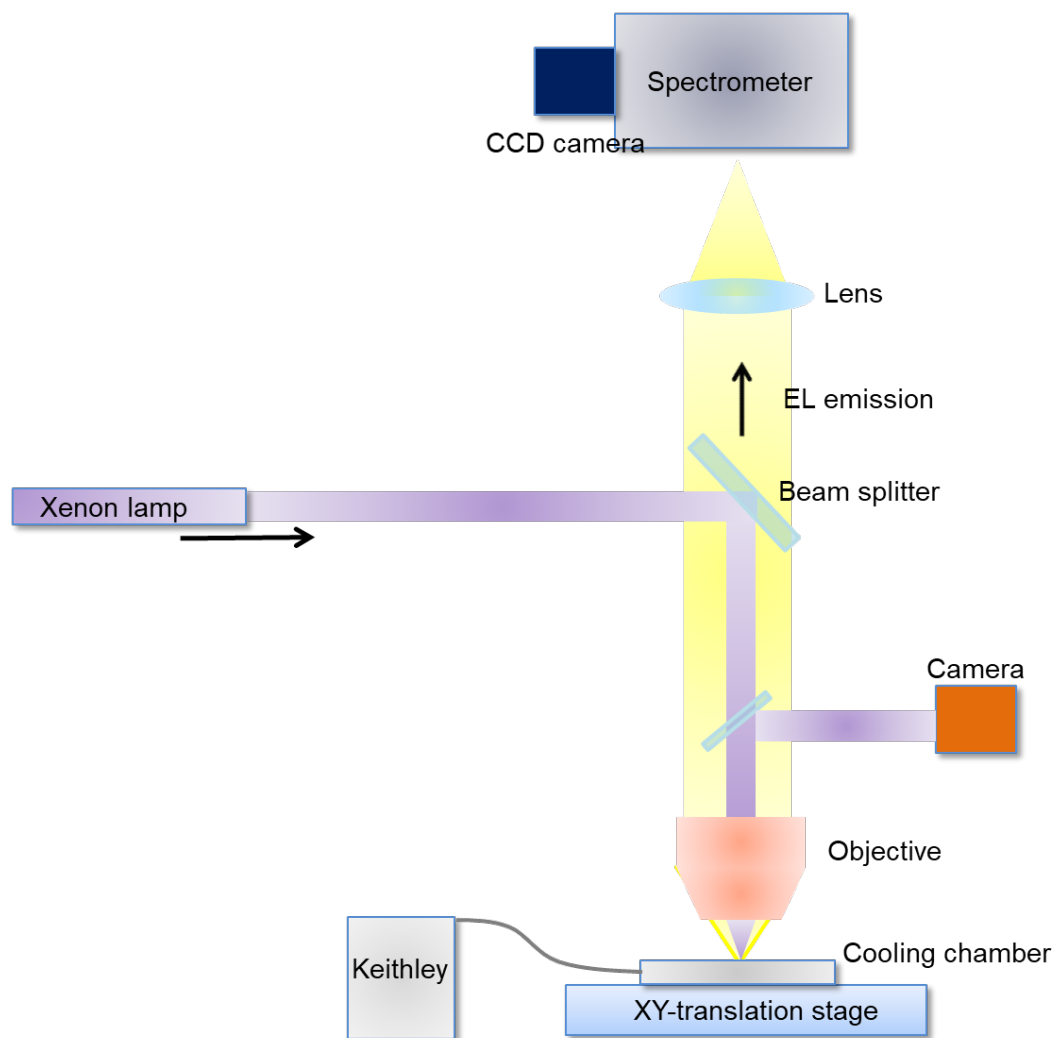 Spectrometer
CCD camera
Lens
EL emission
Beam splitter
Xenon lamp
Camera
Objective
Cooling chamber
Keithley
XY-translation stage